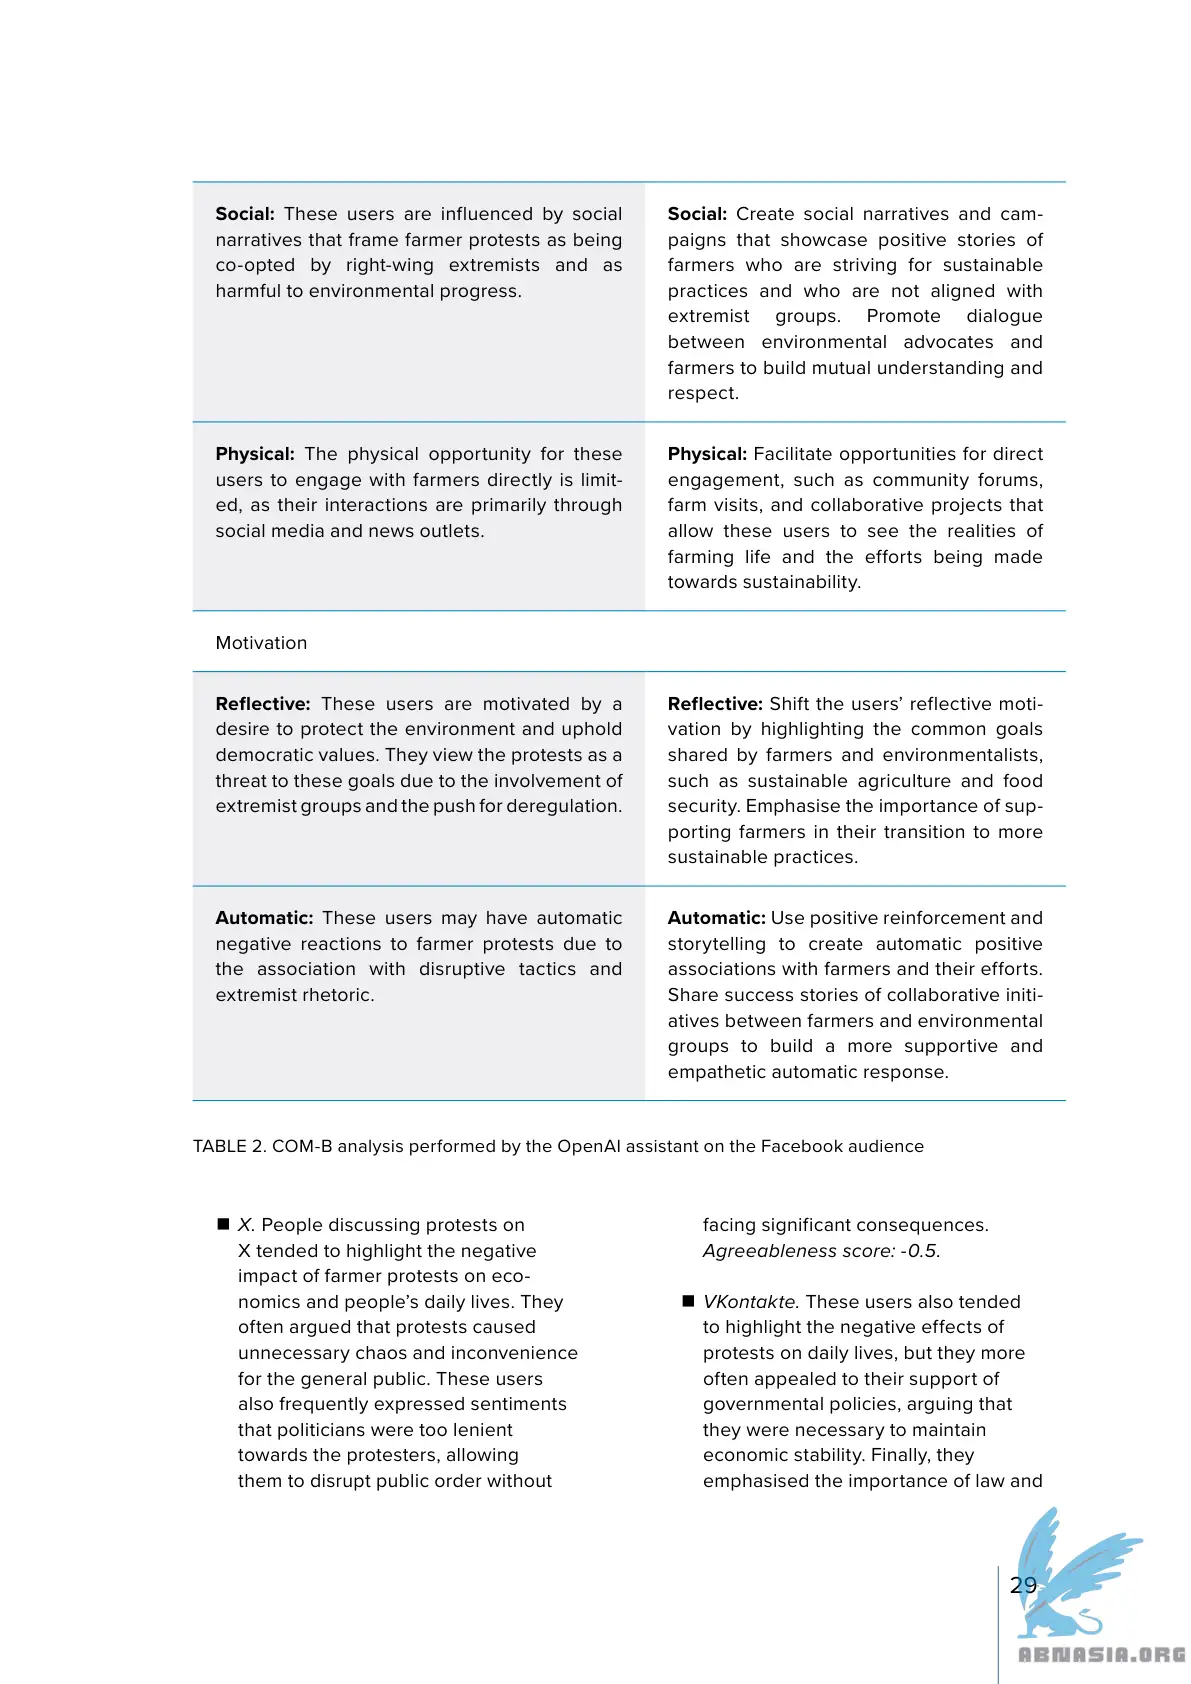 Social: These users are influenced by social
narratives that frame farmer protests as being
co-opted by right-wing extremists and as
harmful to environmental progress.
Social: Create social narratives and cam-
paigns that showcase positive stories of
farmers who are striving for sustainable
practices and who are not aligned with
extremist groups. Promote dialogue
between environmental advocates and
farmers to build mutual understanding and
respect.
Physical: The physical opportunity for these
users to engage with farmers directly is limit-
ed, as their interactions are primarily through
social media and news outlets.
Physical: Facilitate opportunities for direct
engagement, such as community forums,
farm visits, and collaborative projects that
allow these users to see the realities of
farming life and the efforts being made
towards sustainability.
Motivation
Reflective: These users are motivated by a
desire to protect the environment and uphold
democratic values. They view the protests as a
threat to these goals due to the involvement of
extremist groups and the push for deregulation.
Reflective: Shift the users’ reflective moti-
vation by highlighting the common goals
shared by farmers and environmentalists,
such as sustainable agriculture and food
security. Emphasise the importance of sup-
porting farmers in their transition to more
sustainable practices.
Automatic: These users may have automatic
negative reactions to farmer protests due to
the association with disruptive tactics and
extremist rhetoric.
Automatic: Use positive reinforcement and
storytelling to create automatic positive
associations with farmers and their efforts.
Share success stories of collaborative initi-
atives between farmers and environmental
groups to build a more supportive and
empathetic automatic response.
TABLE 2. COM-B analysis performed by the OpenAI assistant on the Facebook audience
■ X. People discussing protests on
X tended to highlight the negative
impact of farmer protests on eco-
nomics and people’s daily lives. They
often argued that protests caused
unnecessary chaos and inconvenience
for the general public. These users
also frequently expressed sentiments
that politicians were too lenient
towards the protesters, allowing
them to disrupt public order without
facing significant consequences.
Agreeableness score: -0.5.
■ VKontakte. These users also tended
to highlight the negative effects of
protests on daily lives, but they more
often appealed to their support of
governmental policies, arguing that
they were necessary to maintain
economic stability. Finally, they
emphasised the importance of law and
29
ABNASIA.ORG